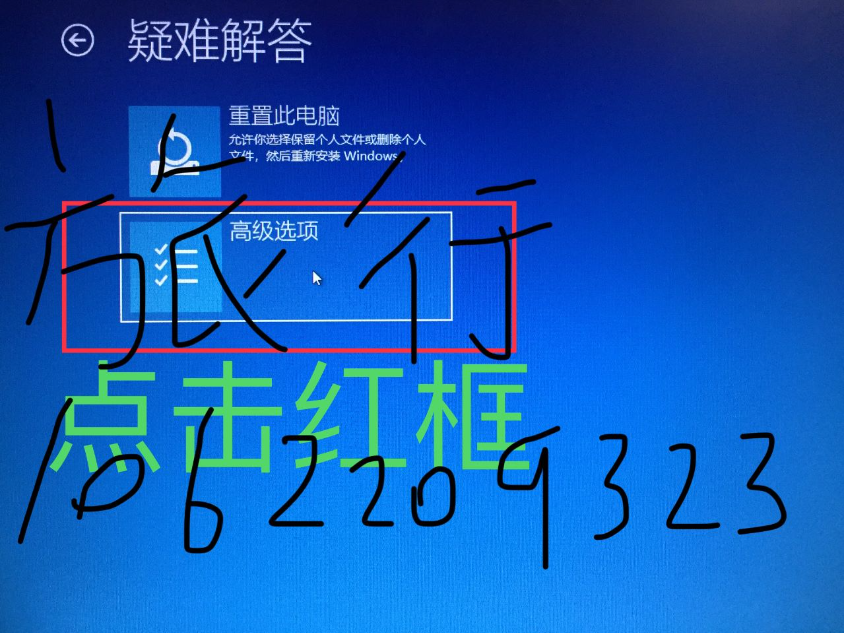 疑难解答
重置此电脑
允许你选择保留个人文件或删除个人
文件，然后重新安装 Windows。
高级选项
旅行
点击红框
1062209323